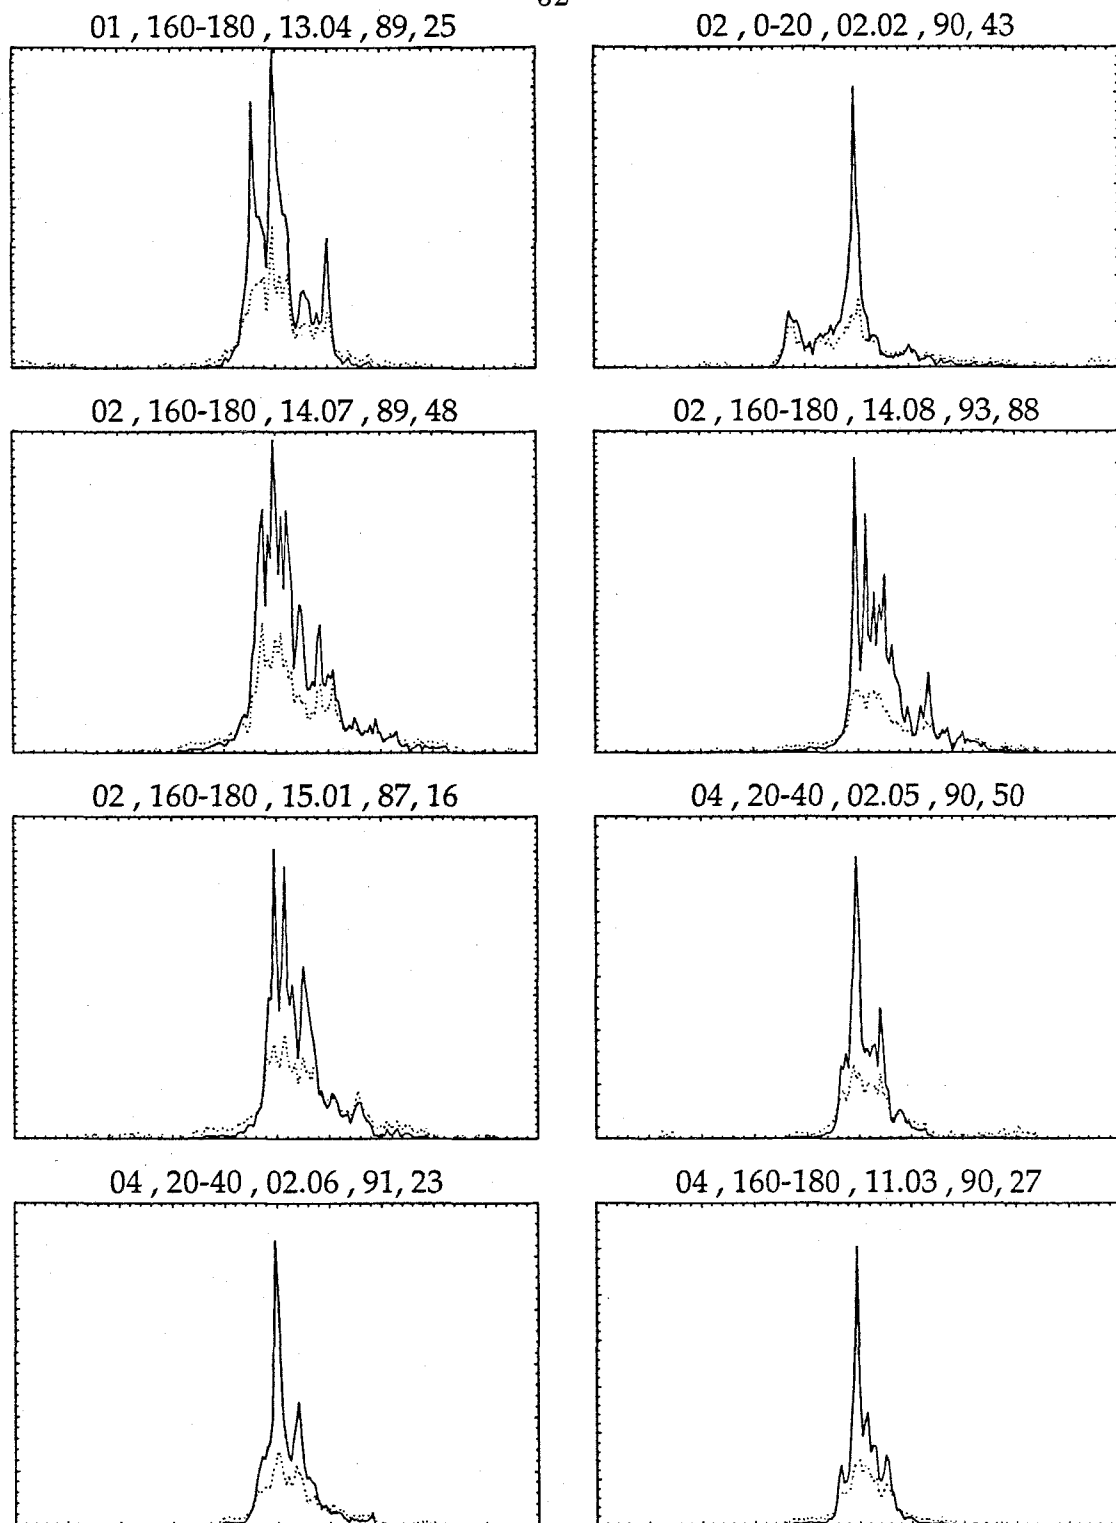 01 , 160-180 , 13.04 , 89, 25
02 , 0-20 , 02.02 , 90, 43
02 , 160-180 , 14.07 , 89, 48
02 , 160-180 , 14.08 , 93, 88
02 , 160-180 , 15.01 , 87, 16
04 , 20-40 , 02.05 , 90, 50
04 , 20-40 , 02.06 , 91, 23
04 , 160-180 , 11.03 , 90, 27